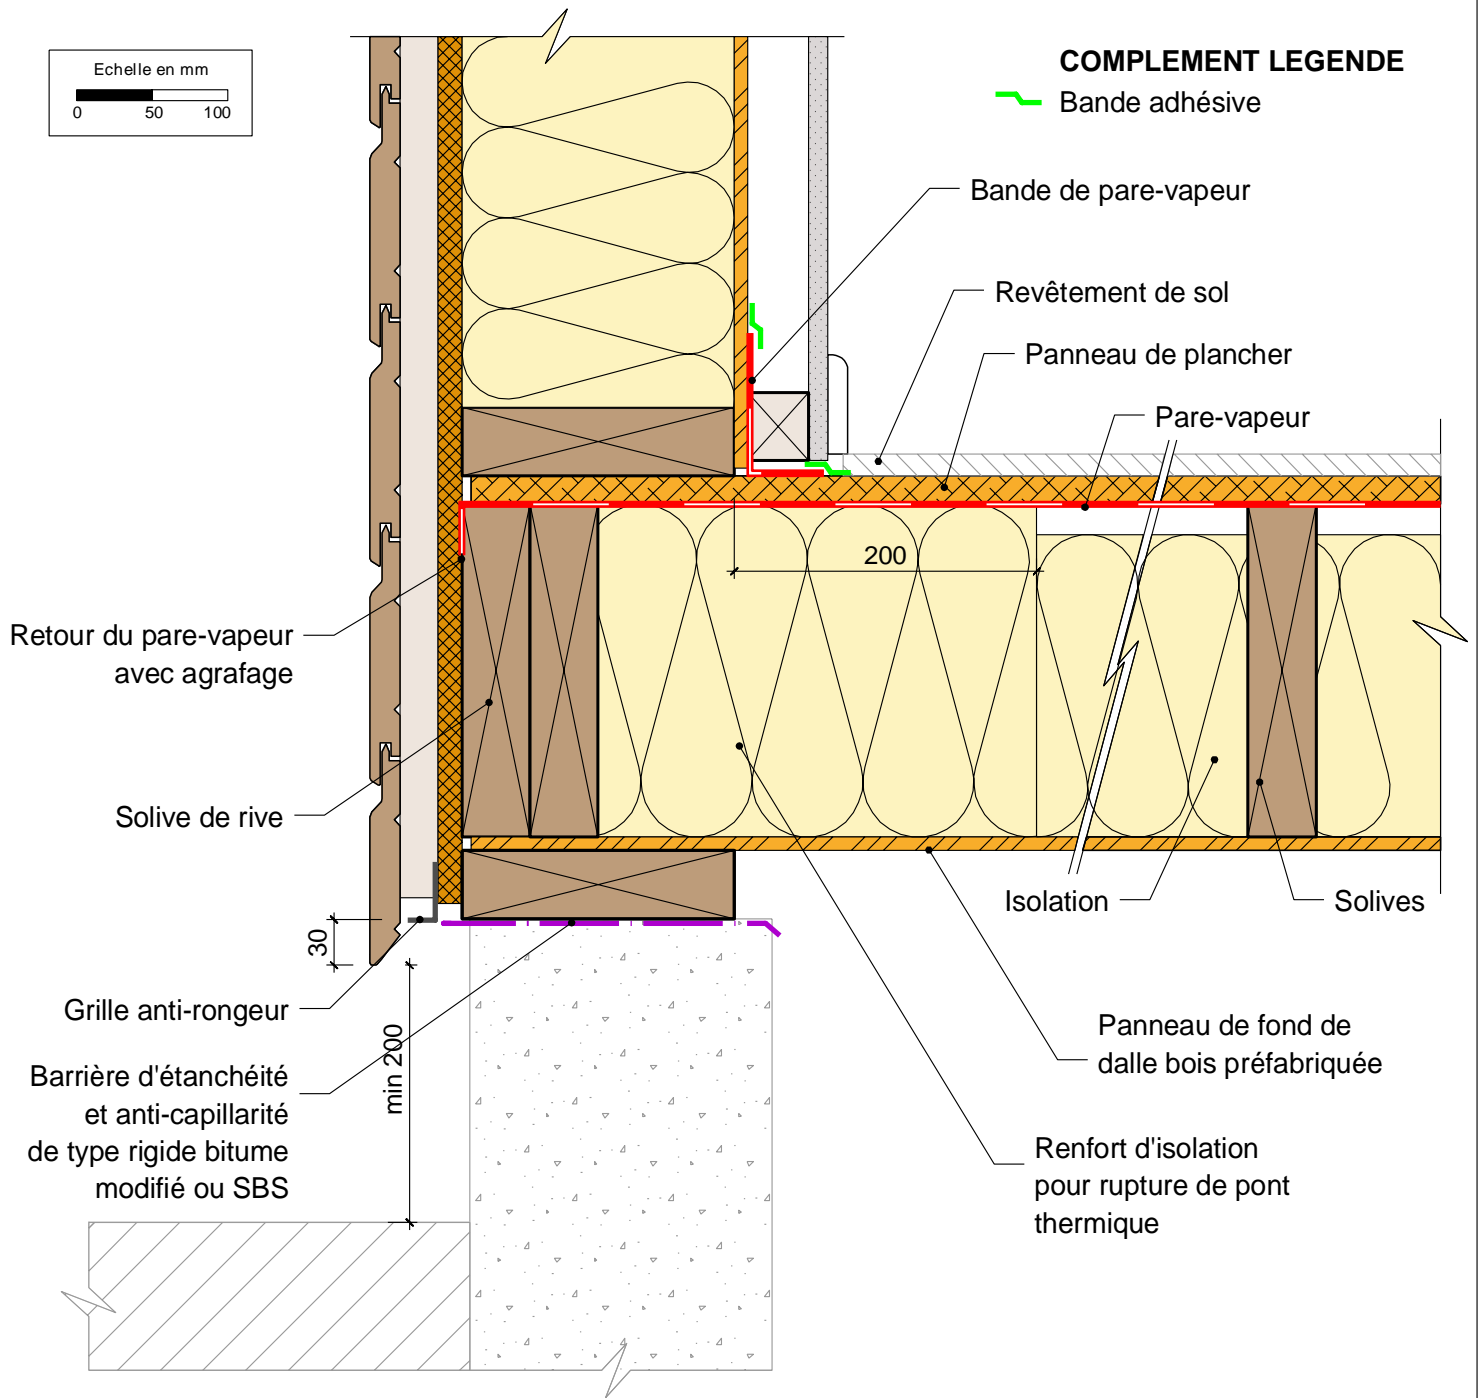 Echelle en mm
0 50 100
COMPLEMENT LEGENDE
Bande adhésive
Bande de pare-vapeur
Revêtement de sol
Panneau de plancher
Pare-vapeur
200
Retour du pare-vapeur
avec agrafage
Solive de rive
Isolation
Solives
30
Grille anti-rongeur
min 200
Barrière d'étanchéité
et anti-capillarité
de type rigide bitume
modifié ou SBS
Panneau de fond de
dalle bois préfabriquée
Renfort d'isolation
pour rupture de pont
thermique